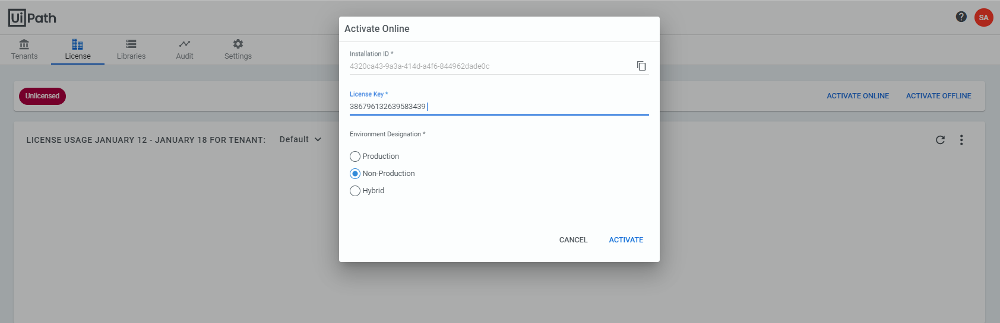 UiPath
SA
Tenants
License
Libraries
Audit
Settings
Unlicensed
ACTIVATE ONLINE
ACTIVATE OFFLINE
LICENSE USAGE JANUARY 12 - JANUARY 18 FOR TENANT:
Default
Activate Online
Installation ID *
4320ca43-9a3a-414d-a4f6-844962dade0c
License Key *
386796132639583439
Environment Designation *
Production
Non-Production
Hybrid
CANCEL
ACTIVATE